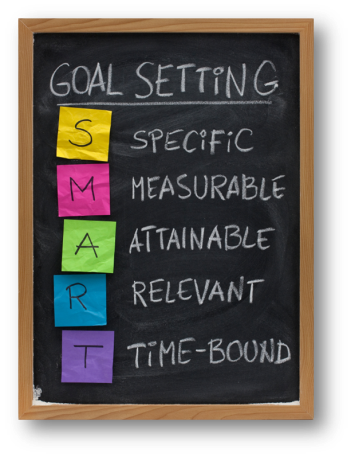 GOAL SETTING
S SPECIFIC
M MEASURABLE
A ATTAINABLE
R RELEVANT
T TIME-BOUND